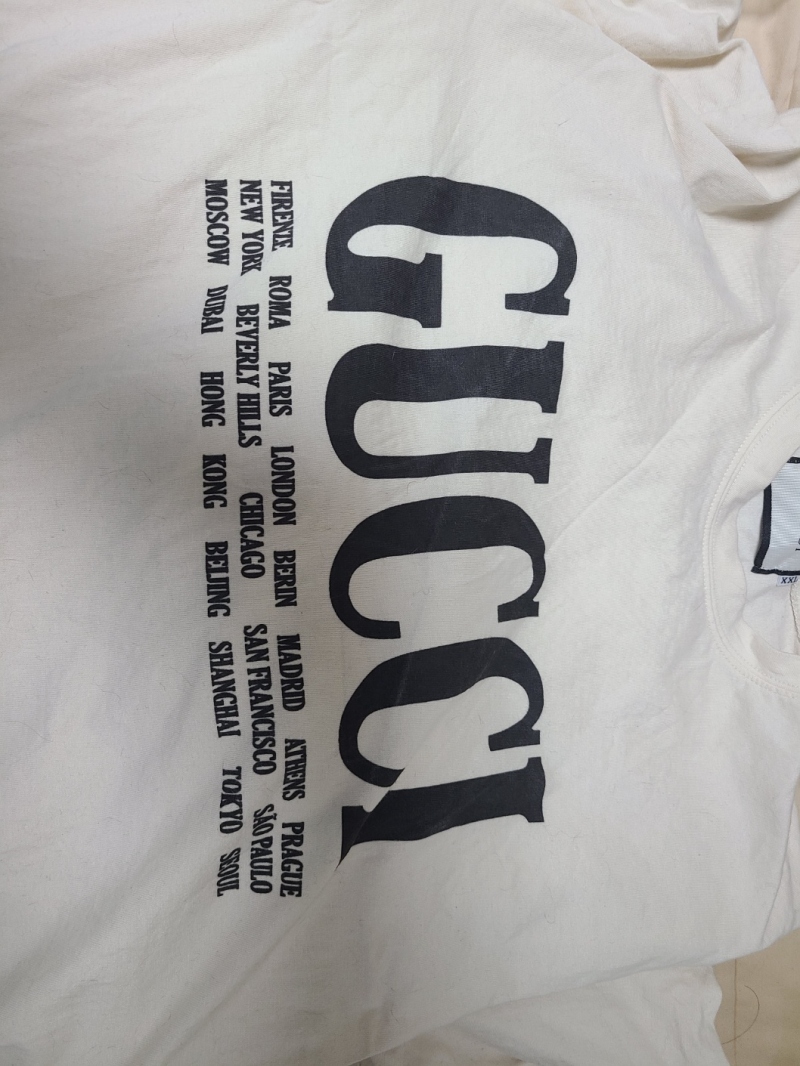 GUCCI
FIRENZE ROMA PARIS LONDON BERIN MADRID ATHENS PRAGUE
NEW YORK BEVERLY HILLS CHICAGO SAN FRANCISCO SÃO PAULO
MOSCOW DUBAI HONG KONG BEIJING SHANGHAI TOKYO SEOUL